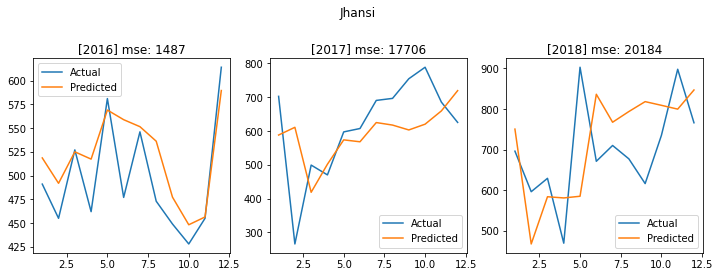 Jhansi
[2016] mse: 1487
[2017] mse: 17706
[2018] mse: 20184
Actual
Predicted
600
575
550
525
500
475
450
425
2.5 5.0 7.5 10.0 12.5
800
700
600
500
400
300
Actual
Predicted
2.5 5.0 7.5 10.0 12.5
900
800
700
600
500
Actual
Predicted
2.5 5.0 7.5 10.0 12.5